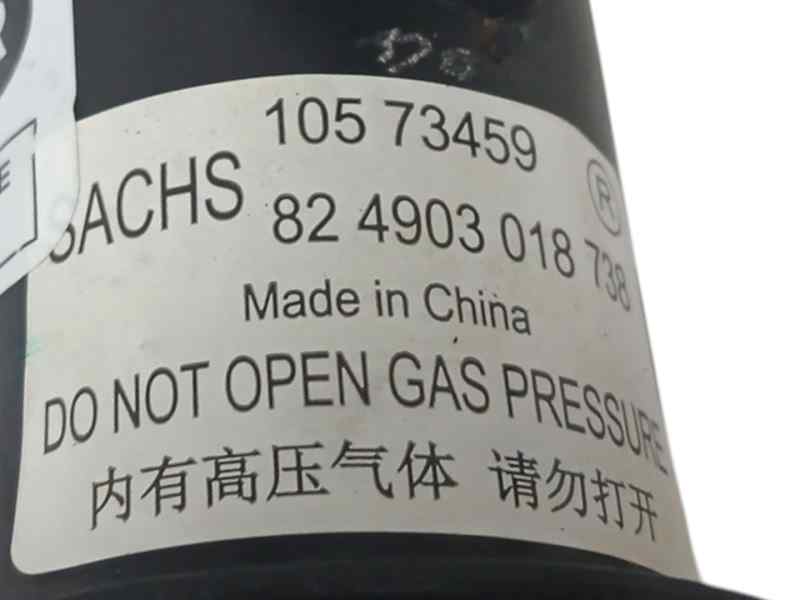 105 73459
SACHS ®
82 4903 018 738
Made in China
DO NOT OPEN GAS PRESSURE
内有高压气体 请勿打开